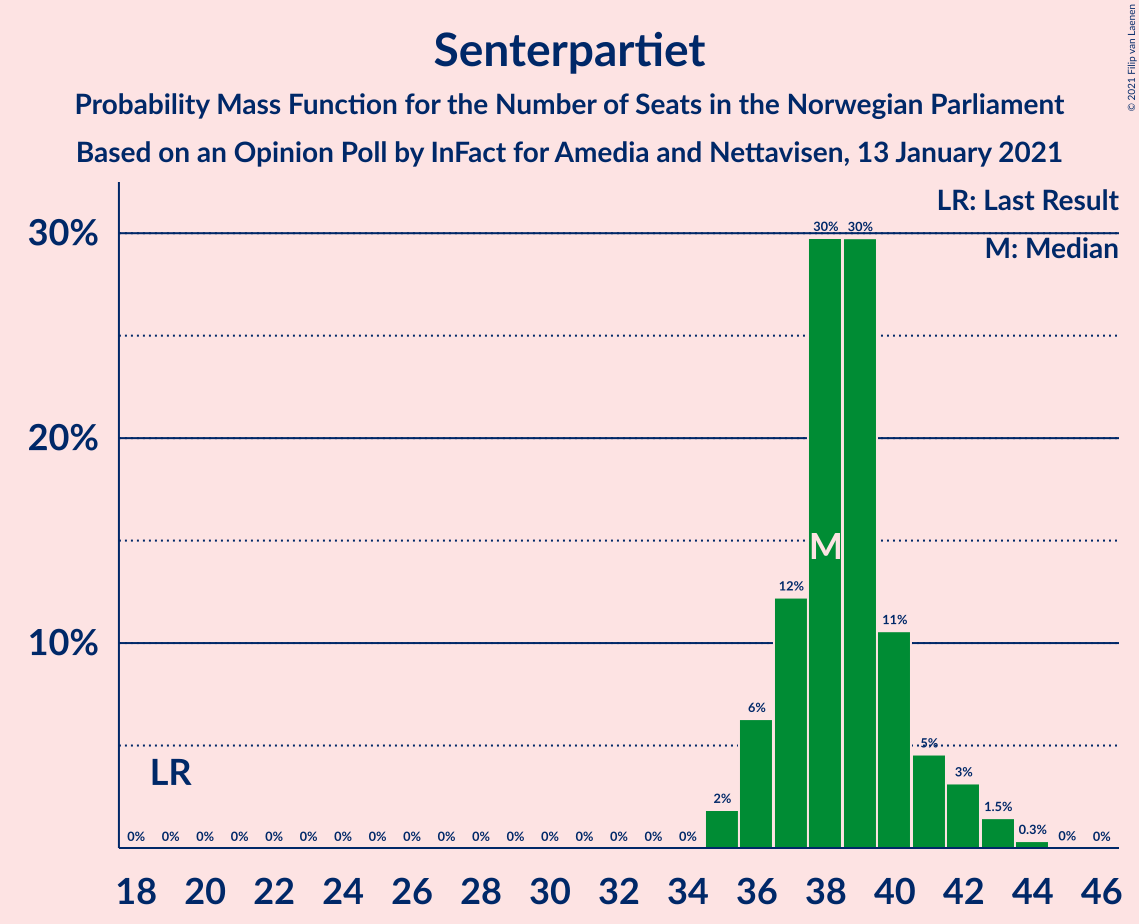 Senterpartiet
Probability Mass Function for the Number of Seats in the Norwegian Parliament
Based on an Opinion Poll by InFact for Amedia and Nettavisen, 13 January 2021
© 2021 Filip van Laenen
LR: Last Result
M: Median
30%
20%
10%
30% 30%
M
12%
11%
6%
5%
3%
2%
1.5%
0.3%
LR
0% 0% 0% 0% 0% 0% 0% 0% 0% 0% 0% 0% 0% 0% 0% 0% 0% 0% 0%
18 20 22 24 26 28 30 32 34 36 38 40 42 44 46